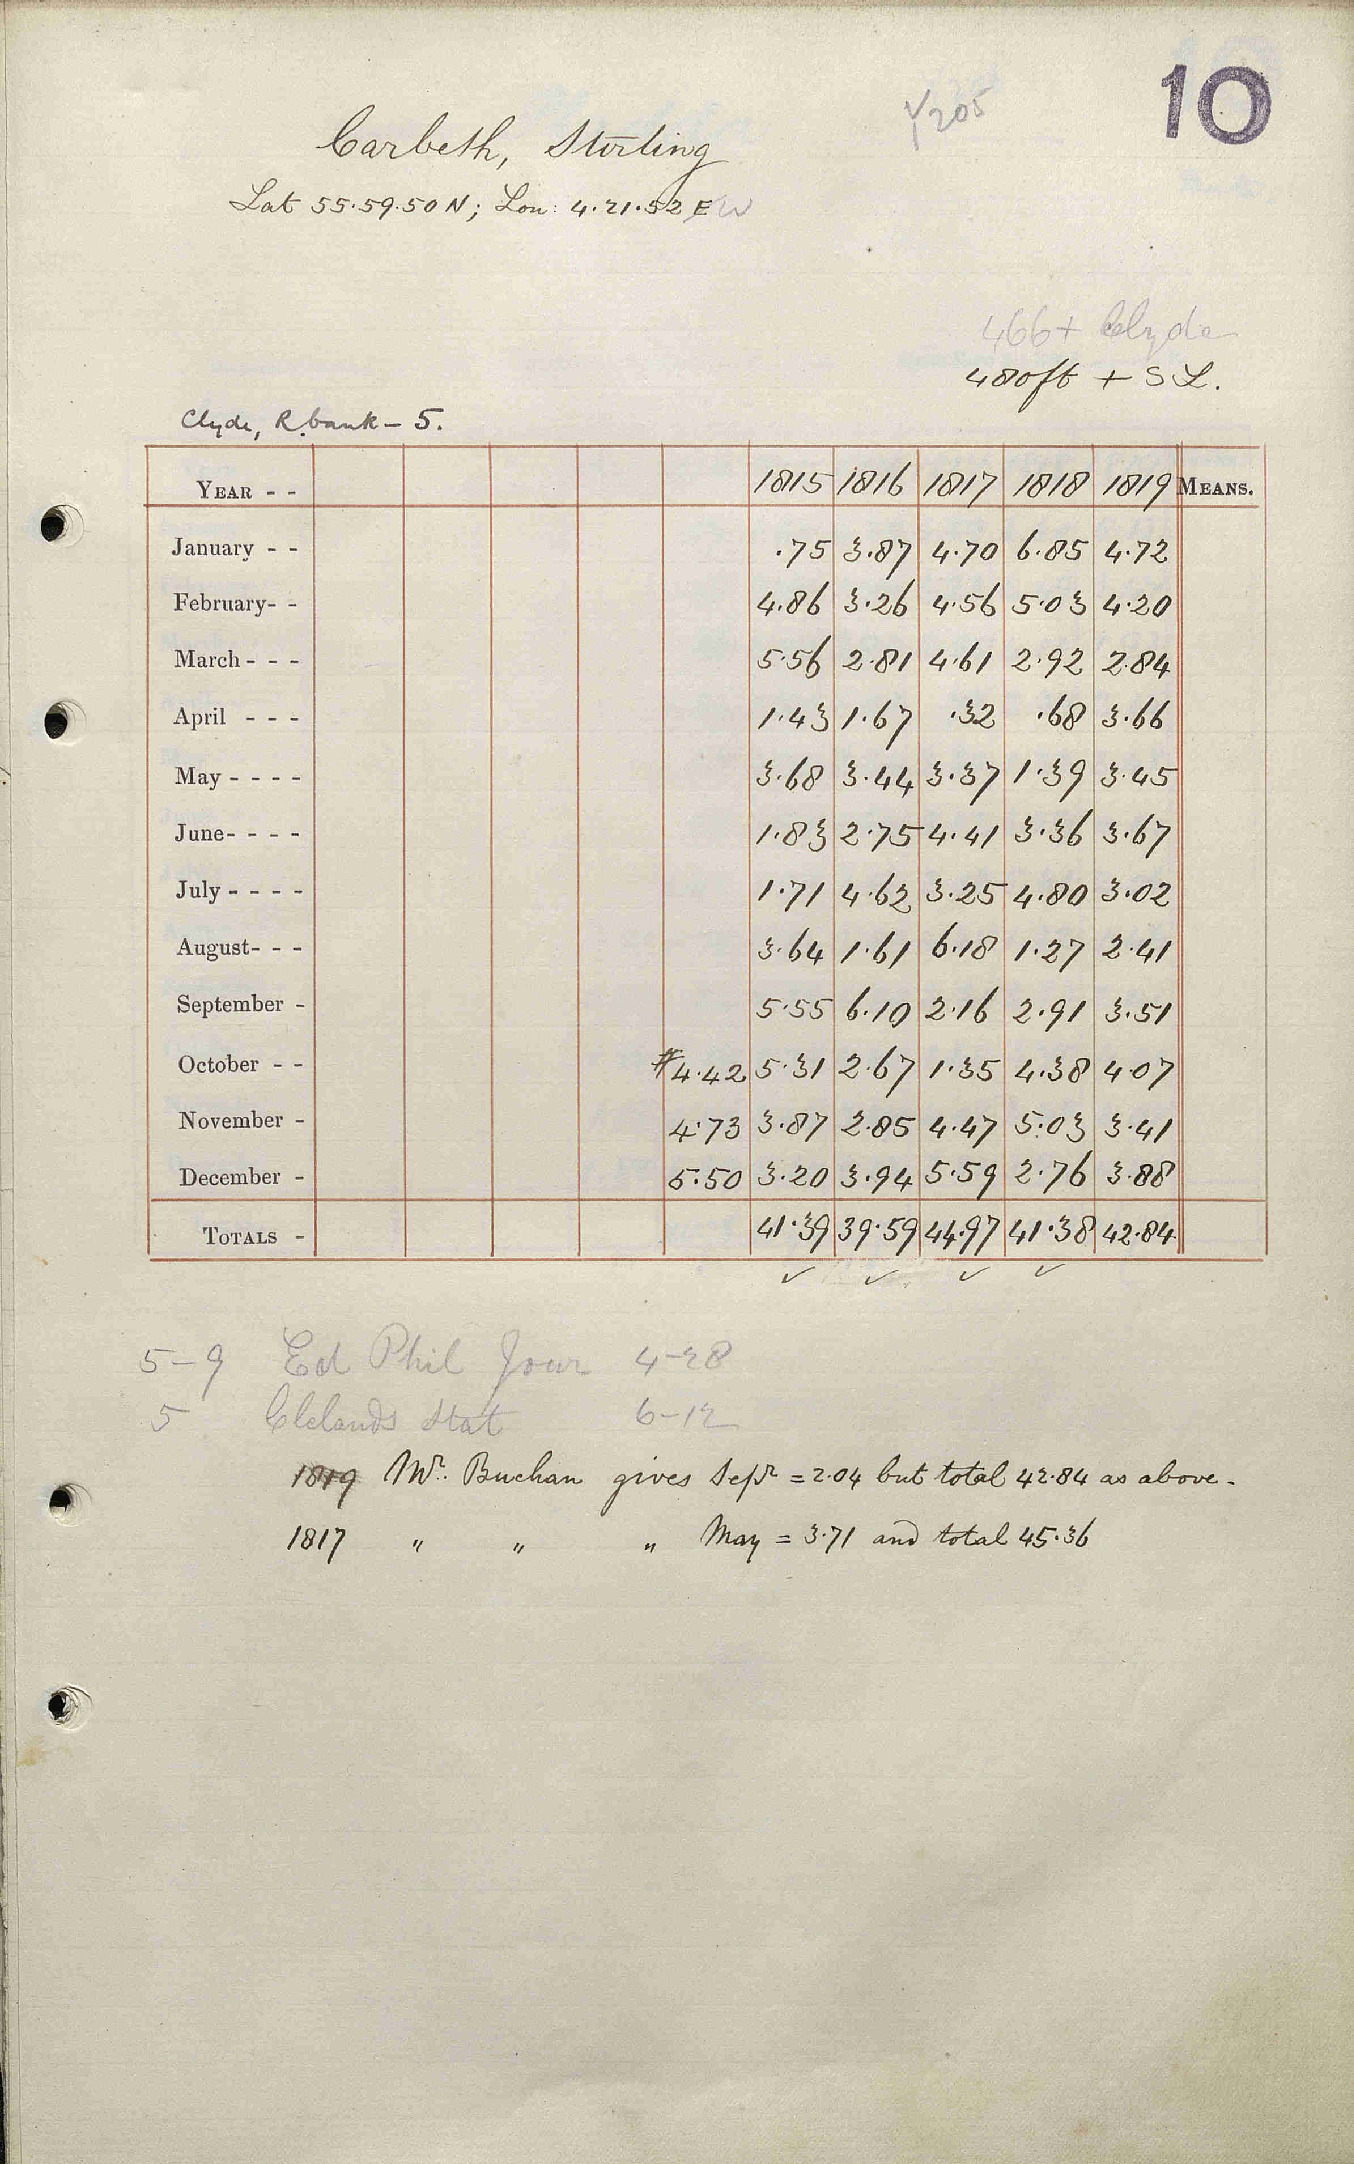 10
1/205
Carbeth, Stirling
Lat 55.59.50 N; Lon: 4.21.52 E W
466+ Clyde
480ft + S L.
Clyde, R. bank – 5.
YEAR - - 1815 1816 1817 1818 1819 MEANS.
January - - .75 3.87 4.70 6.85 4.72
February- - 4.86 3.26 4.56 5.03 4.20
March - - - 5.56 2.81 4.61 2.92 2.84
April - - - 1.43 1.67 .32 .68 3.66
May - - - - 3.68 3.44 3.37 1.39 3.45
June- - - - 1.83 2.75 4.41 3.36 3.67
July - - - - 1.71 4.62 3.25 4.80 3.02
August- - - 3.64 1.61 6.18 1.27 2.41
September - 5.55 6.10 2.16 2.91 3.51
October - - #4.42 5.31 2.67 1.35 4.38 4.07
November - 4.73 3.87 2.85 4.47 5.03 3.41
December - 5.50 3.20 3.94 5.59 2.76 3.88
TOTALS - 41.39 39.59 44.97 41.38 42.84
✓ ✓ ✓ ✓
5–9 Ed Phil Jour 4–28
5 Clelands Stat 6–12
1819 Mr. Buchan gives Sepr = 2.04 but total 42.84 as above.
1817 " " " May = 3.71 and total 45.36